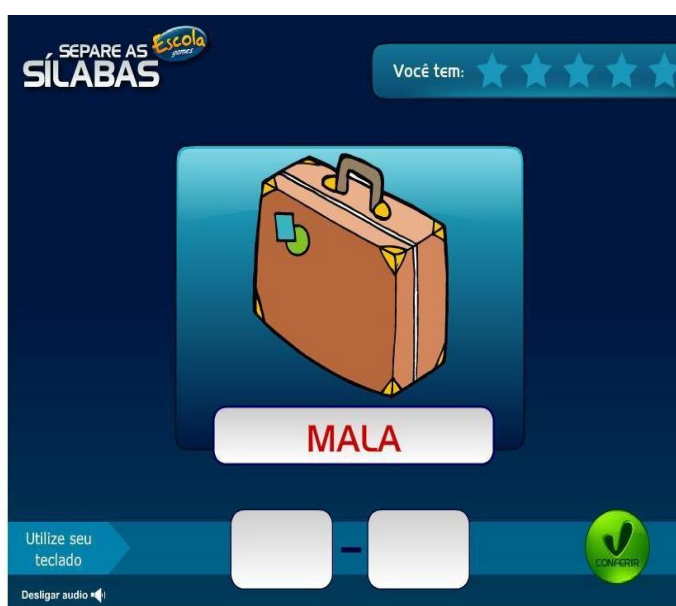 SEPARE AS
SÍLABAS
Escola
games
Você tem:
MALA
-
Utilize seu
teclado
CONFERIR
Desligar audio